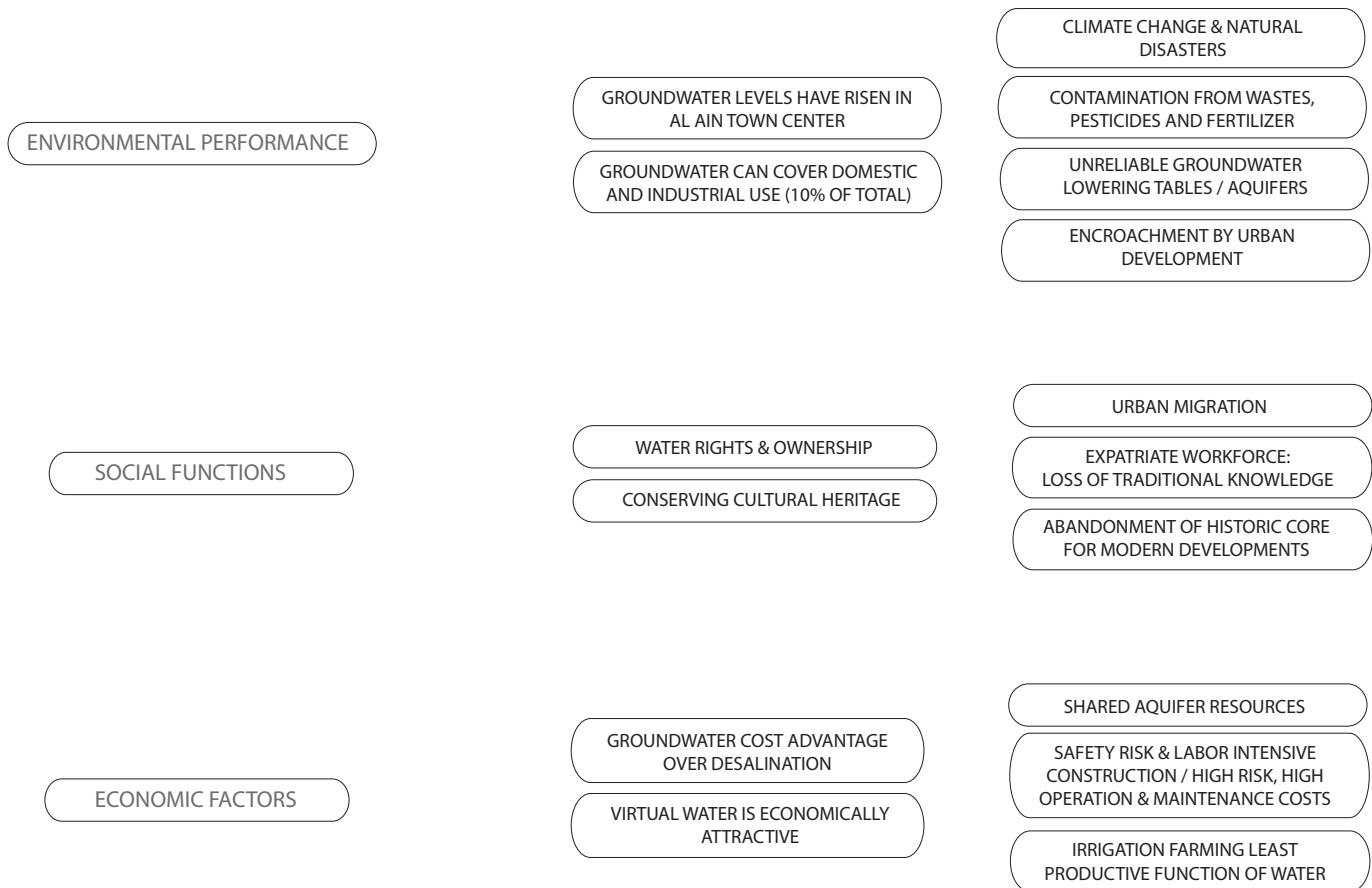 ENVIRONMENTAL PERFORMANCE
GROUNDWATER LEVELS HAVE RISEN IN
AL AIN TOWN CENTER
GROUNDWATER CAN COVER DOMESTIC
AND INDUSTRIAL USE (10% OF TOTAL)
CLIMATE CHANGE & NATURAL
DISASTERS
CONTAMINATION FROM WASTES,
PESTICIDES AND FERTILIZER
UNRELIABLE GROUNDWATER
LOWERING TABLES / AQUIFERS
ENCROACHMENT BY URBAN
DEVELOPMENT
SOCIAL FUNCTIONS
WATER RIGHTS & OWNERSHIP
CONSERVING CULTURAL HERITAGE
URBAN MIGRATION
EXPATRIATE WORKFORCE:
LOSS OF TRADITIONAL KNOWLEDGE
ABANDONMENT OF HISTORIC CORE
FOR MODERN DEVELOPMENTS
ECONOMIC FACTORS
GROUNDWATER COST ADVANTAGE
OVER DESALINATION
VIRTUAL WATER IS ECONOMICALLY
ATTRACTIVE
SHARED AQUIFER RESOURCES
SAFETY RISK & LABOR INTENSIVE
CONSTRUCTION / HIGH RISK, HIGH
OPERATION & MAINTENANCE COSTS
IRRIGATION FARMING LEAST
PRODUCTIVE FUNCTION OF WATER